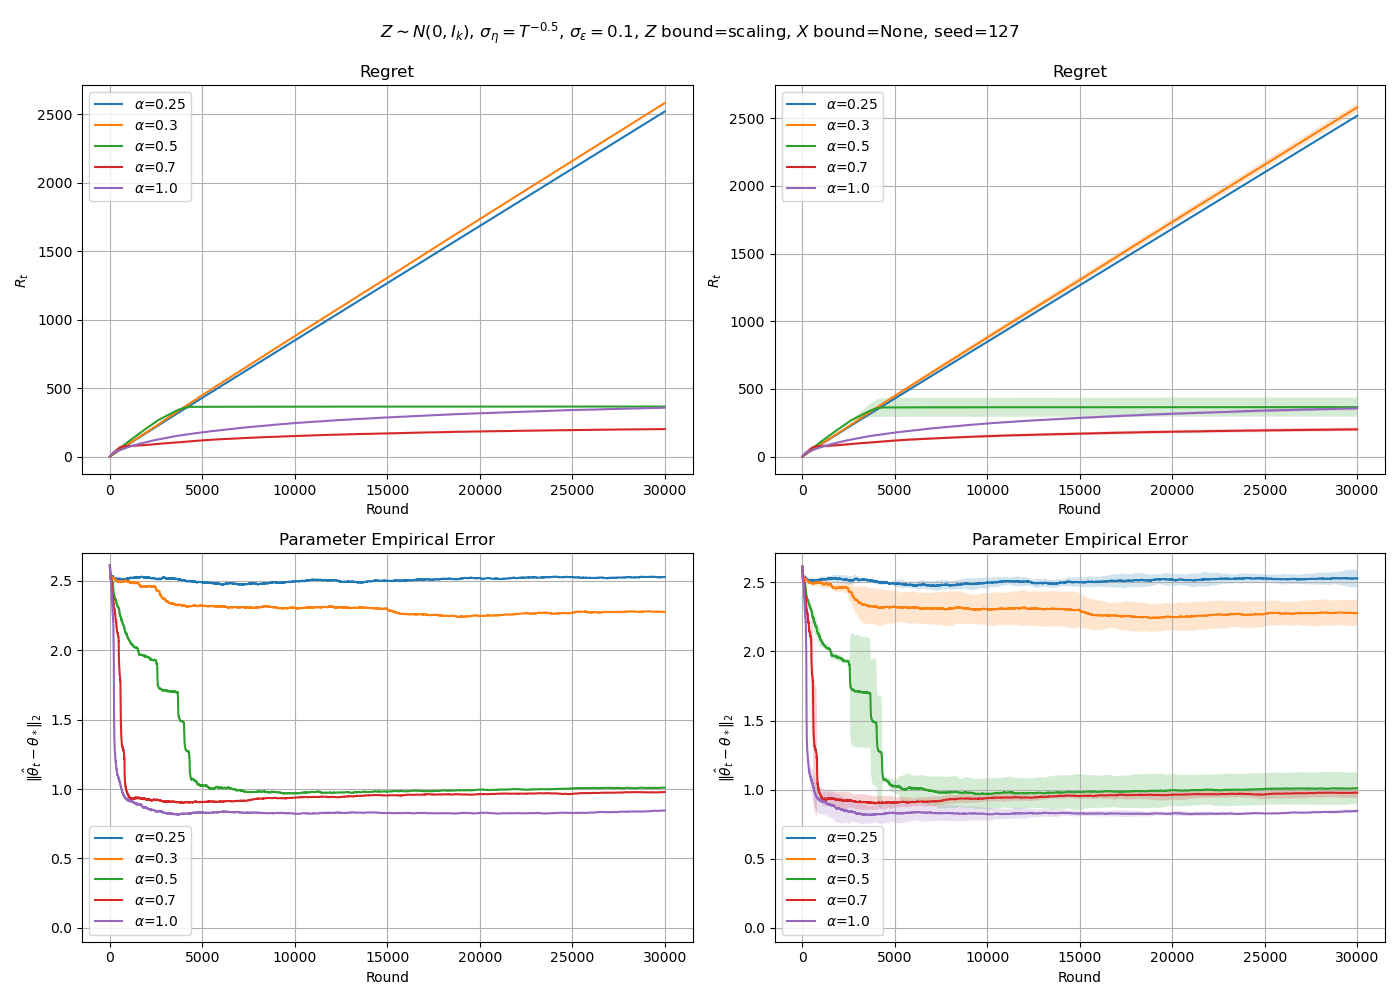 Z ∼ N(0, I_k), σ_η = T^{−0.5}, σ_ε = 0.1, Z bound=scaling, X bound=None, seed=127
Regret
R_t
2500
2000
1500
1000
500
0
α=0.25
α=0.3
α=0.5
α=0.7
α=1.0
0 5000 10000 15000 20000 25000 30000
Round
Regret
R_t
2500
2000
1500
1000
500
0
α=0.25
α=0.3
α=0.5
α=0.7
α=1.0
0 5000 10000 15000 20000 25000 30000
Round
Parameter Empirical Error
‖θ̂_t − θ_*‖_2
2.5
2.0
1.5
1.0
0.5
0.0
α=0.25
α=0.3
α=0.5
α=0.7
α=1.0
0 5000 10000 15000 20000 25000 30000
Round
Parameter Empirical Error
‖θ̂_t − θ_*‖_2
2.5
2.0
1.5
1.0
0.5
0.0
α=0.25
α=0.3
α=0.5
α=0.7
α=1.0
0 5000 10000 15000 20000 25000 30000
Round